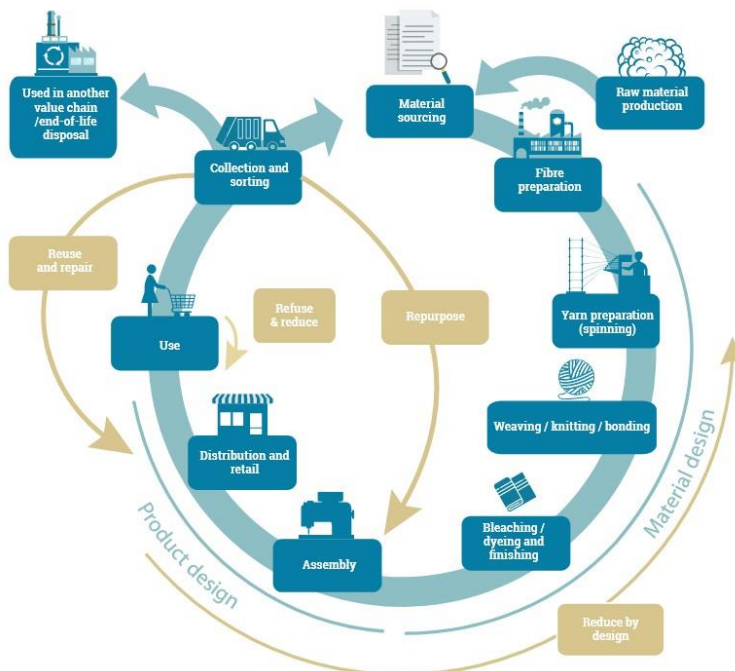 Used in another
value chain
/end-of-life
disposal
Material
sourcing
Raw material
production
Collection and
sorting
Fibre
preparation
Reuse
and repair
Refuse
& reduce
Repurpose
Use
Yarn preparation
(spinning)
Distribution and
retail
Weaving / knitting / bonding
Bleaching /
dyeing and
finishing
Assembly
Product design
Material design
Reduce by
design